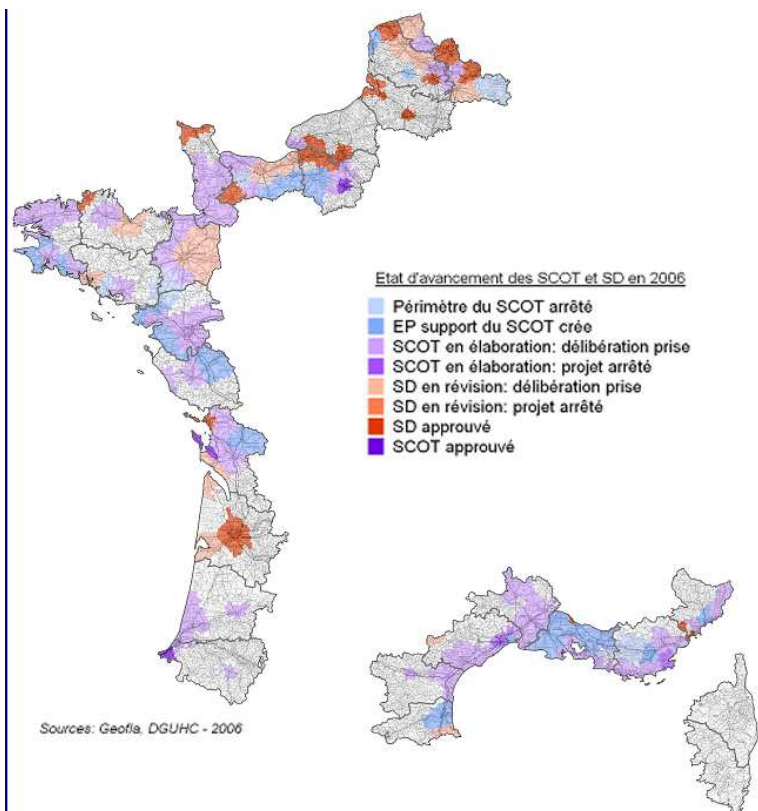 Etat d'avancement des SCOT et SD en 2006
Périmètre du SCOT arrêté
EP support du SCOT crée
SCOT en élaboration: délibération prise
SCOT en élaboration: projet arrêté
SD en révision: délibération prise
SD en révision: projet arrêté
SD approuvé
SCOT approuvé
Sources: Geofla, DGUHC - 2006